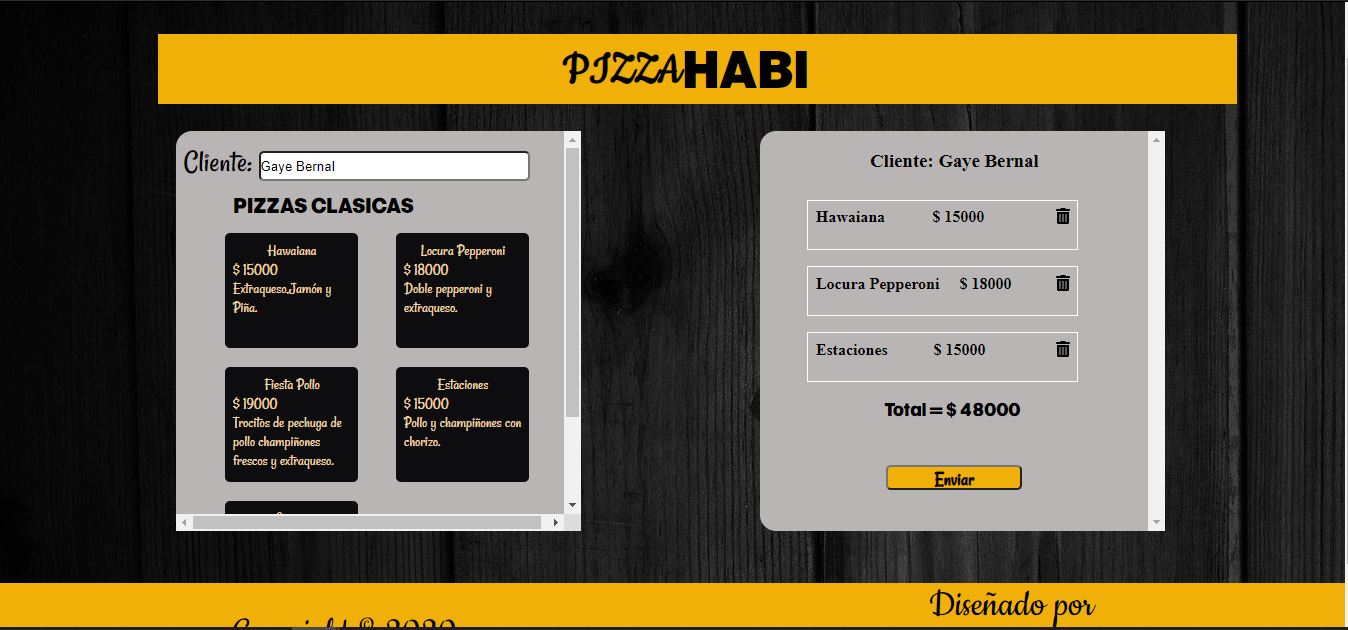 PIZZAHABI
Cliente: Gaye Bernal
PIZZAS CLASICAS
Hawaiana
$ 15000
Extraqueso,Jamón y
Piña.
Locura Pepperoni
$ 18000
Doble pepperoni y
extraqueso.
Fiesta Pollo
$ 19000
Trocitos de pechuga de
pollo champiñones
frescos y extraqueso.
Estaciones
$ 15000
Pollo y champiñones con
chorizo.
Cliente: Gaye Bernal
Hawaiana $ 15000
Locura Pepperoni $ 18000
Estaciones $ 15000
Total = $ 48000
Enviar
Diseñado por
Copyright © 2020